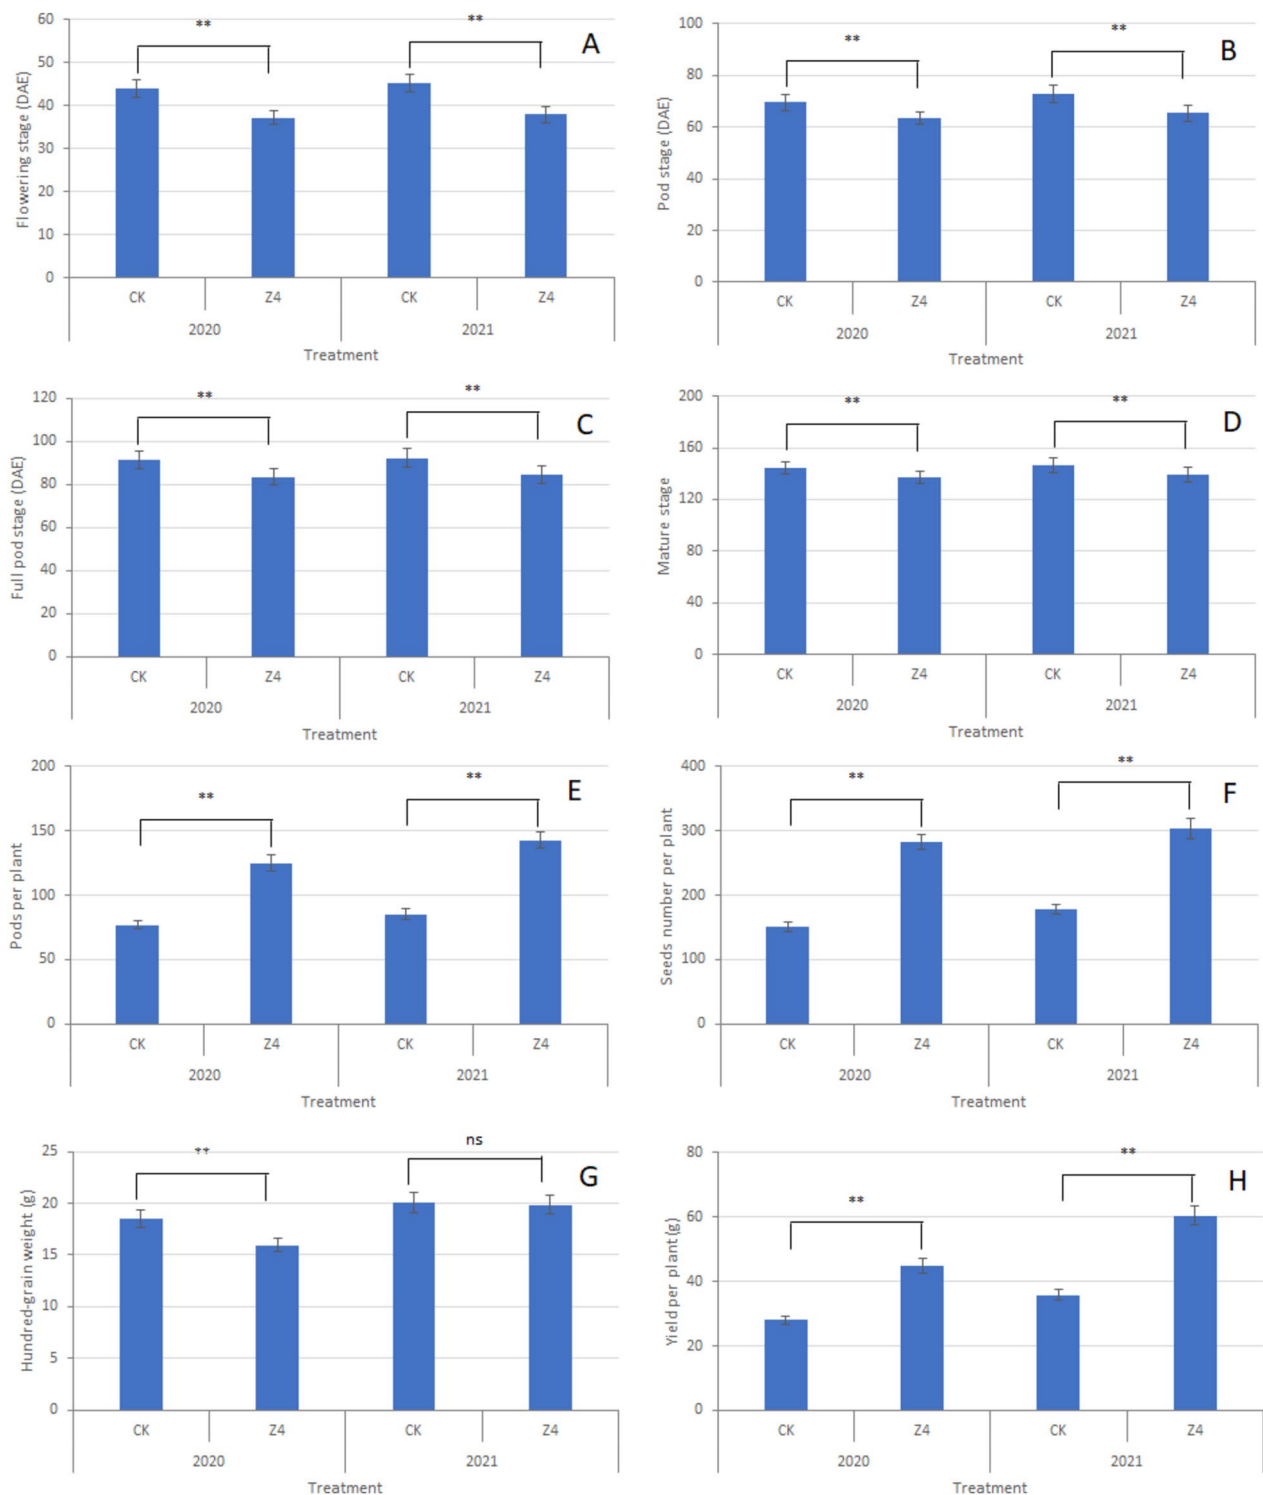 60
50
40
30
20
10
0
Flowering stage (DAE)
**
**
A
CK
Z4
CK
Z4
2020
2021
Treatment
100
80
60
40
20
0
Pod stage (DAE)
**
**
B
CK
Z4
CK
Z4
2020
2021
Treatment
120
100
80
60
40
20
0
Full pod stage (DAE)
**
**
C
CK
Z4
CK
Z4
2020
2021
Treatment
200
160
120
80
40
0
Mature stage
**
**
D
CK
Z4
CK
Z4
2020
2021
Treatment
200
150
100
50
0
Pods per plant
**
**
E
CK
Z4
CK
Z4
2020
2021
Treatment
400
300
200
100
0
Seeds number per plant
**
**
F
CK
Z4
CK
Z4
2020
2021
Treatment
25
20
15
10
5
0
Hundred-grain weight (g)
**
ns
G
CK
Z4
CK
Z4
2020
2021
Treatment
80
60
40
20
0
Yield per plant (g)
**
**
H
CK
Z4
CK
Z4
2020
2021
Treatment